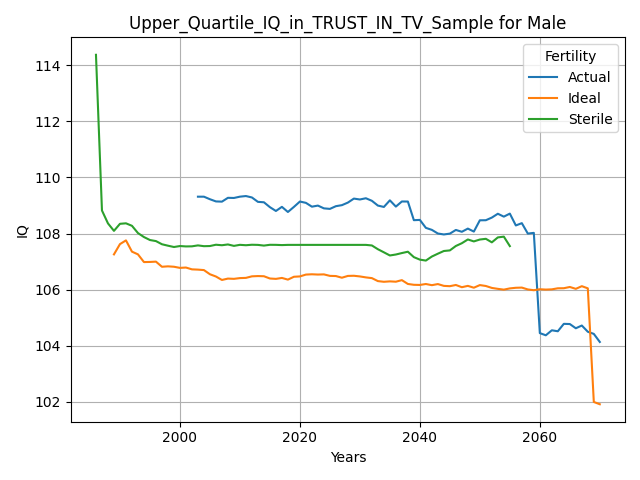 Upper_Quartile_IQ_in_TRUST_IN_TV_Sample for Male
Fertility
Actual
Ideal
Sterile
IQ
114
112
110
108
106
104
102
2000
2020
2040
2060
Years